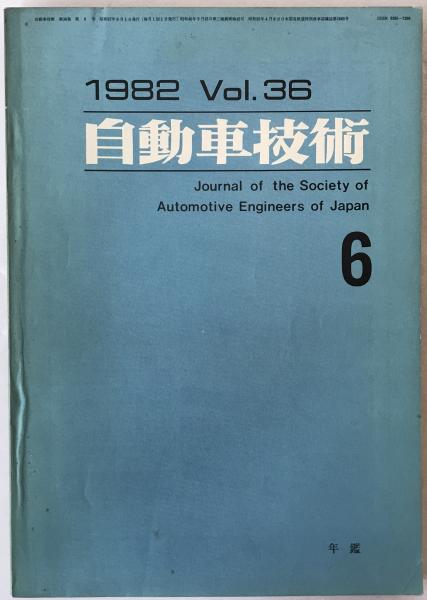 1982 Vol.36
自動車技術
Journal of the Society of
Automotive Engineers of Japan
6
年鑑